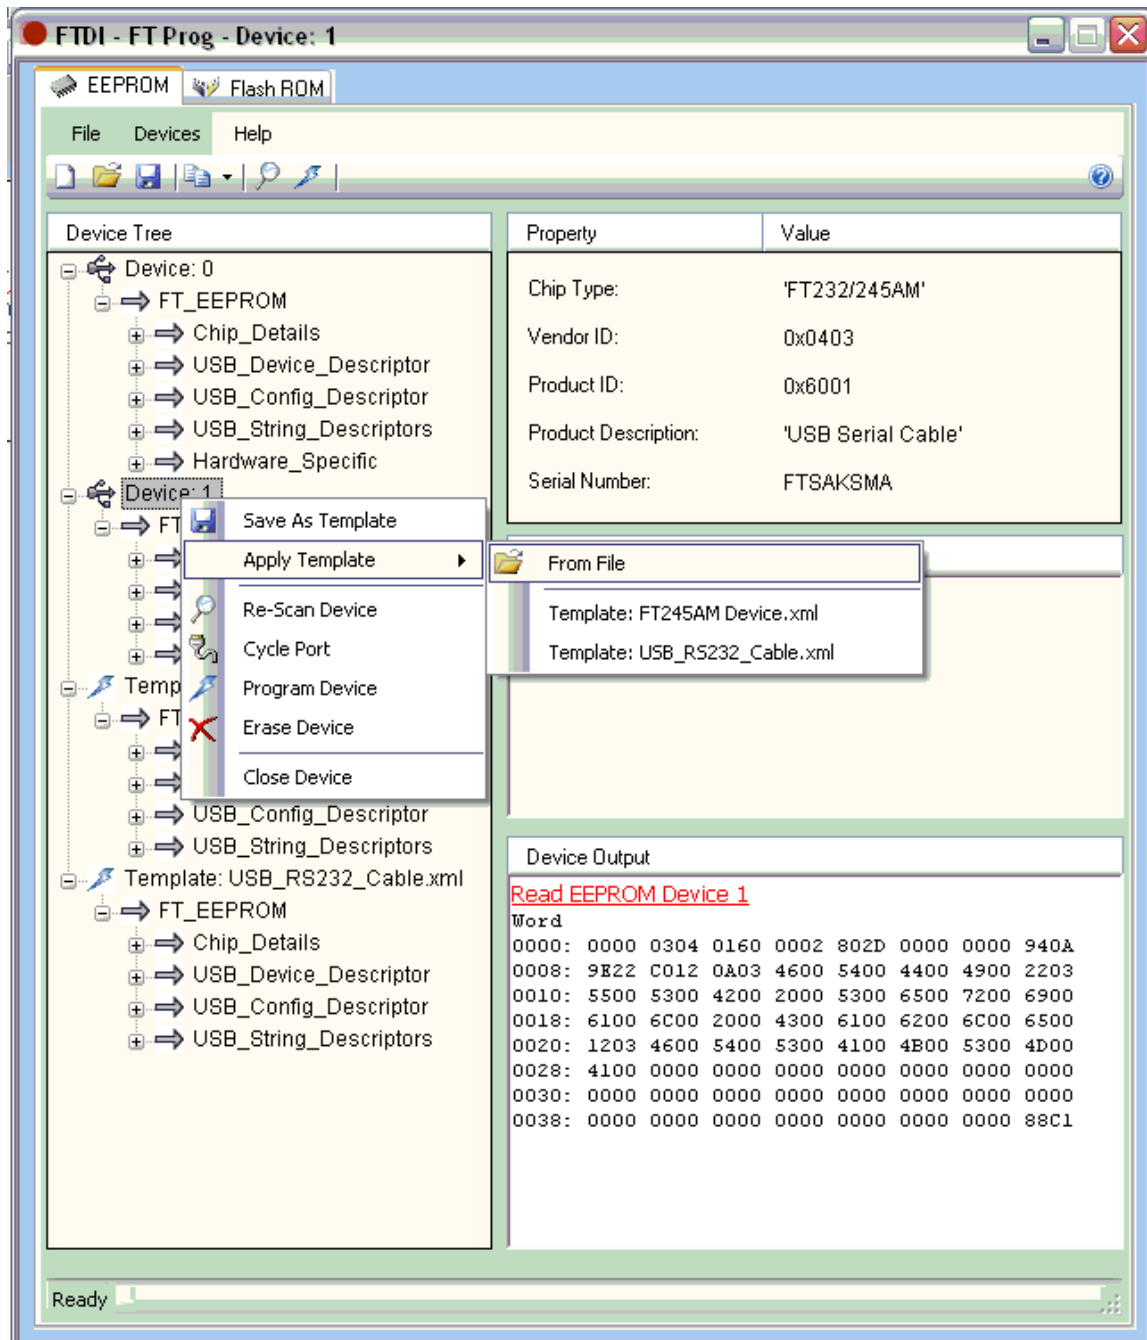 FTDI - FT Prog - Device: 1
EEPROM
Flash ROM
File Devices Help
Device Tree
Device: 0
FT_EEPROM
Chip_Details
USB_Device_Descriptor
USB_Config_Descriptor
USB_String_Descriptors
Hardware_Specific
Device: 1
FT
Temp
FT
USB_Config_Descriptor
USB_String_Descriptors
Template: USB_RS232_Cable.xml
FT_EEPROM
Chip_Details
USB_Device_Descriptor
USB_Config_Descriptor
USB_String_Descriptors
Save As Template
Apply Template
Re-Scan Device
Cycle Port
Program Device
Erase Device
Close Device
From File
Template: FT245AM Device.xml
Template: USB_RS232_Cable.xml
Property Value
Chip Type: 'FT232/245AM'
Vendor ID: 0x0403
Product ID: 0x6001
Product Description: 'USB Serial Cable'
Serial Number: FTSAKSMA
Device Output
Read EEPROM Device 1
Word
0000: 0000 0304 0160 0002 802D 0000 0000 940A
0008: 9E22 C012 0A03 4600 5400 4400 4900 2203
0010: 5500 5300 4200 2000 5300 6500 7200 6900
0018: 6100 6C00 2000 4300 6100 6200 6C00 6500
0020: 1203 4600 5400 5300 4100 4B00 5300 4D00
0028: 4100 0000 0000 0000 0000 0000 0000 0000
0030: 0000 0000 0000 0000 0000 0000 0000 0000
0038: 0000 0000 0000 0000 0000 0000 0000 88C1
Ready